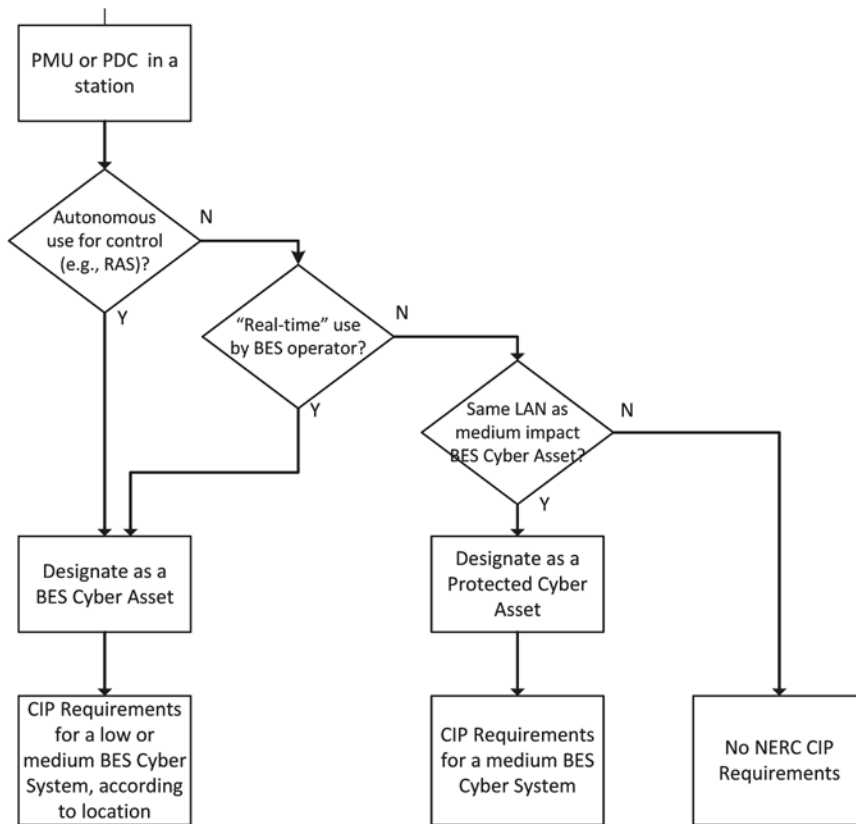 PMU or PDC in a
station
Autonomous
use for control
(e.g., RAS)?
N
Y
“Real-time” use
by BES operator?
N
Y
Same LAN as
medium impact
BES Cyber Asset?
N
Y
Designate as a
BES Cyber Asset
Designate as a
Protected Cyber
Asset
CIP Requirements
for a low or
medium BES Cyber
System, according
to location
CIP Requirements
for a medium BES
Cyber System
No NERC CIP
Requirements